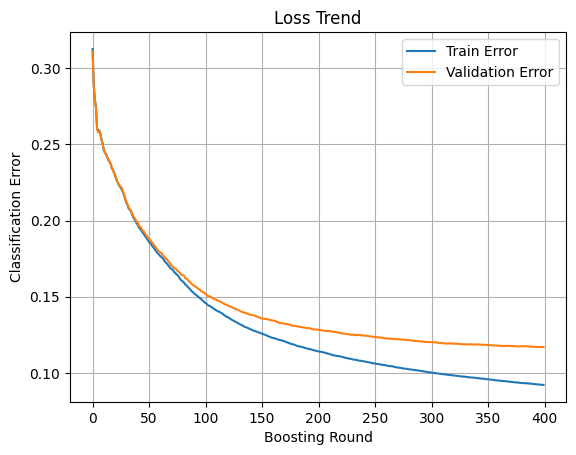 Loss Trend
Train Error
Validation Error
Classification Error
0.30
0.25
0.20
0.15
0.10
0 50 100 150 200 250 300 350 400
Boosting Round